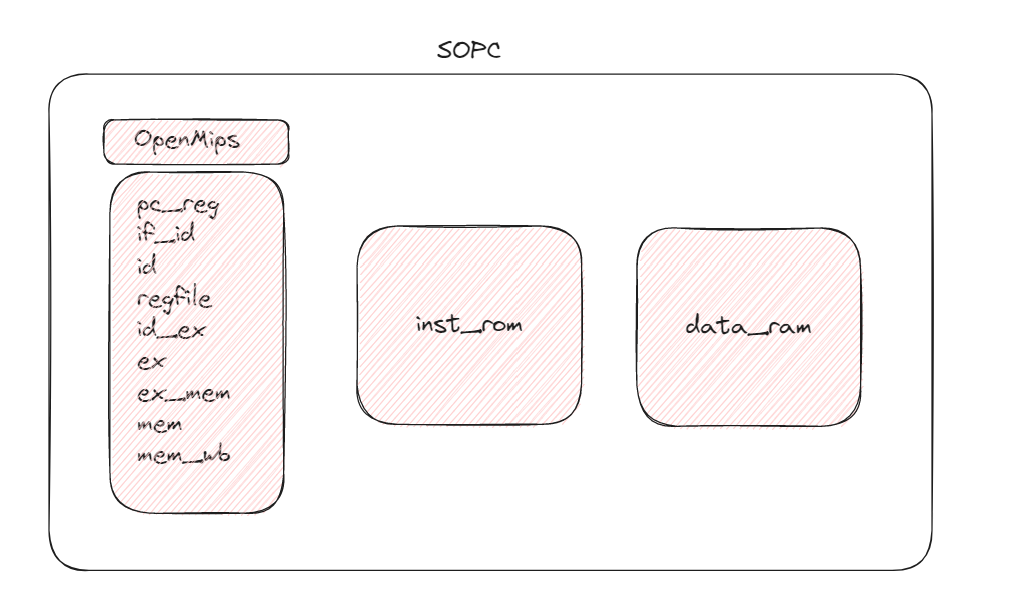 SOPC
OpenMips
pc_reg
if_id
id
regfile
id_ex
ex
ex_mem
mem
mem_wb
inst_rom
data_ram